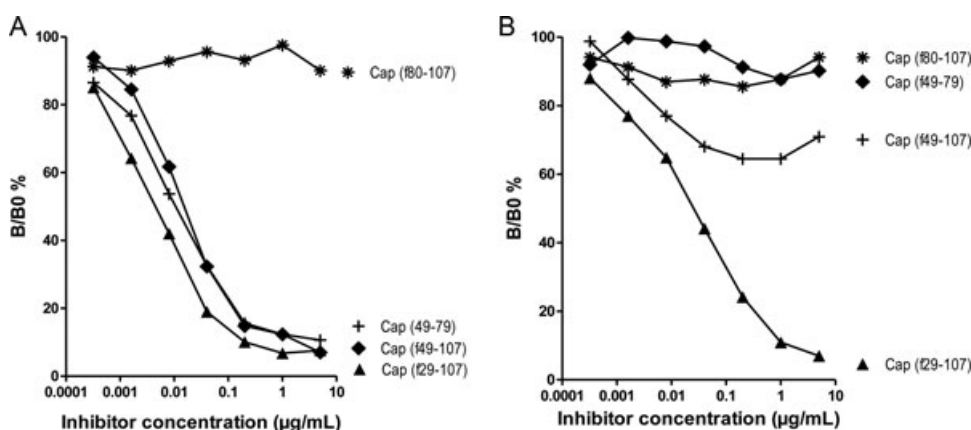 A
B/B0 %
100
80
60
40
20
0
0.0001 0.001 0.01 0.1 1 10
Inhibitor concentration (µg/mL)
Cap (f80-107)
Cap (49-79)
Cap (f49-107)
Cap (f29-107)
B
B/B0 %
100
80
60
40
20
0
0.0001 0.001 0.01 0.1 1 10
Inhibitor concentration (µg/mL)
Cap (f80-107)
Cap (f49-79)
Cap (f49-107)
Cap (f29-107)